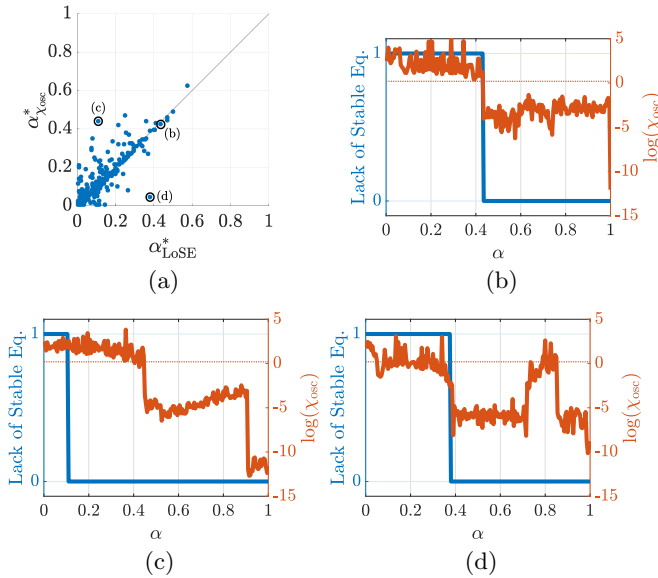 1
0.8
0.6
0.4
0.2
0
0 0.2 0.4 0.6 0.8 1
α*χosc
α*LoSE
(c)
(b)
(d)
(a)
Lack of Stable Eq.
1
0
5
0
-5
-10
-15
log(χosc)
0 0.2 0.4 0.6 0.8 1
α
(b)
Lack of Stable Eq.
1
0
5
0
-5
-10
-15
log(χosc)
0 0.2 0.4 0.6 0.8 1
α
(c)
Lack of Stable Eq.
1
0
5
0
-5
-10
-15
log(χosc)
0 0.2 0.4 0.6 0.8 1
α
(d)